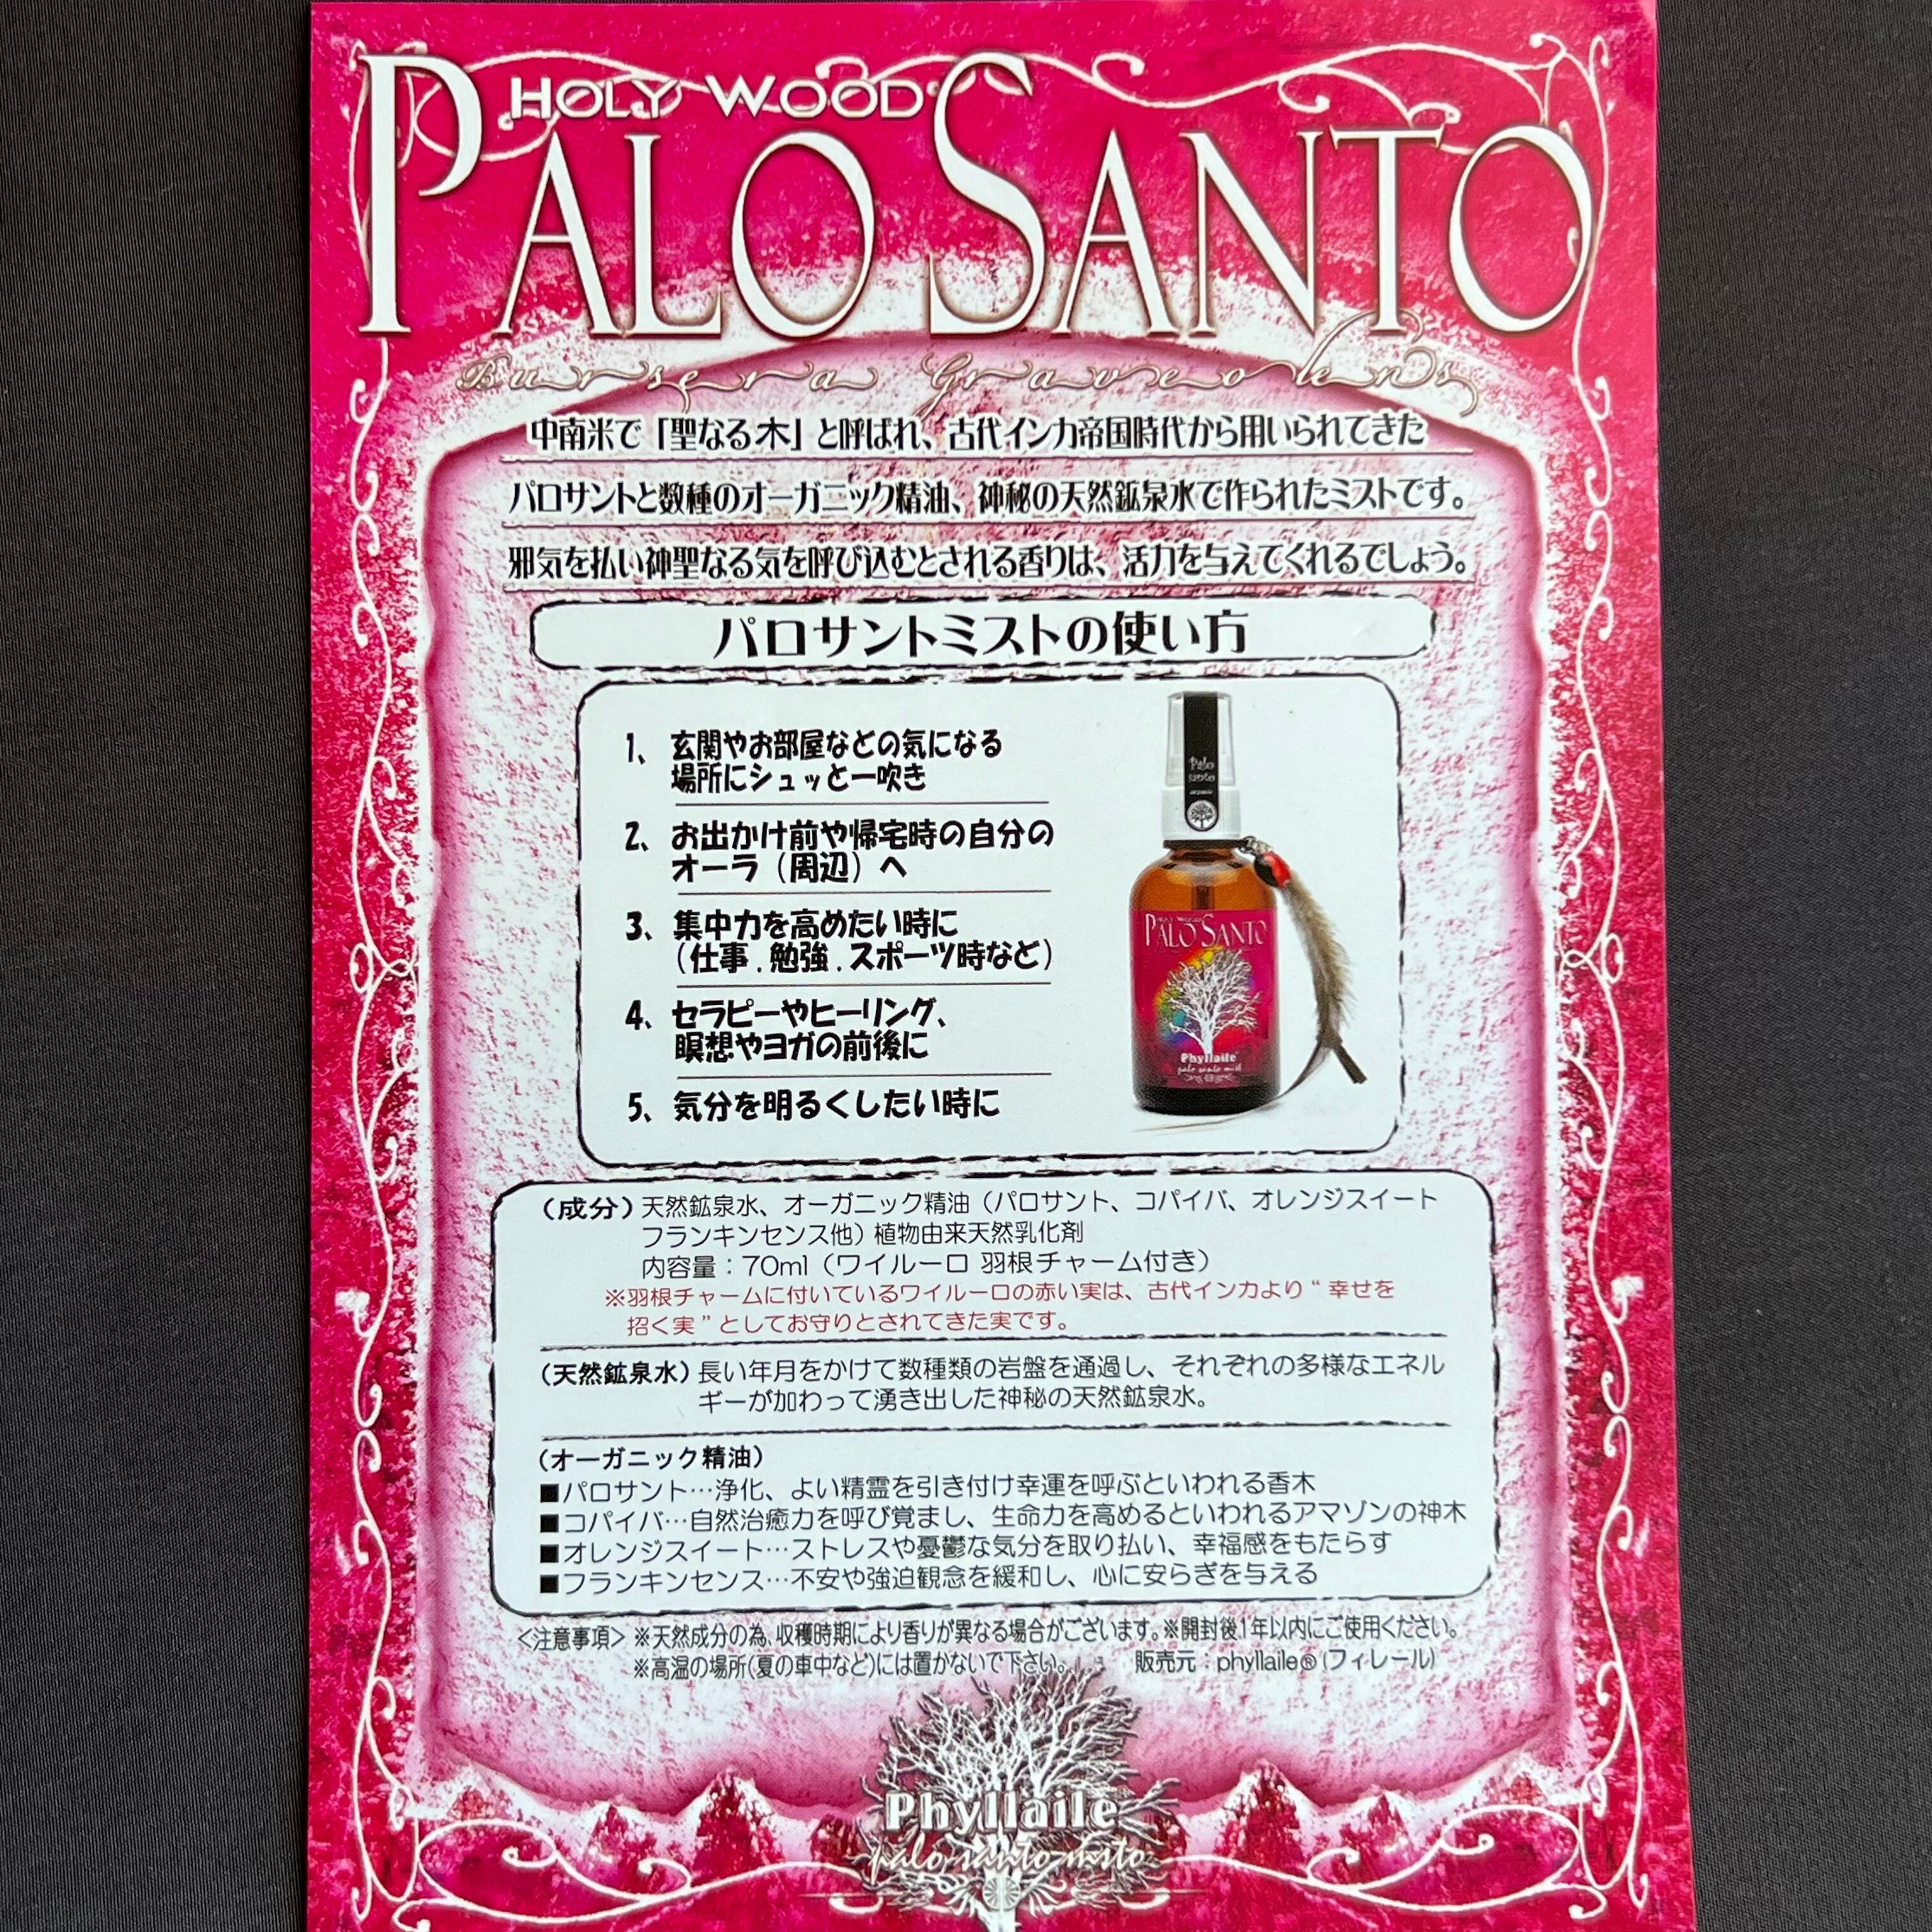 HOLY WOOD
PALO SANTO
Bursera Graveolens
中南米で「聖なる木」と呼ばれ、古代インカ帝国時代から用いられてきた
パロサントと数種のオーガニック精油、神秘の天然鉱泉水で作られたミストです。
邪気を払い神聖なる気を呼び込むとされる香りは、活力を与えてくれるでしょう。
パロサントミストの使い方
1、玄関やお部屋などの気になる
場所にシュッと一吹き
2、お出かけ前や帰宅時の自分の
オーラ（周辺）へ
3、集中力を高めたい時に
（仕事.勉強.スポーツ時など）
4、セラピーやヒーリング、
瞑想やヨガの前後に
5、気分を明るくしたい時に
Palo
santo
HOLY WOOD
PALO SANTO
Phyllaile
palo santo mist
（成分）天然鉱泉水、オーガニック精油（パロサント、コパイバ、オレンジスイート
フランキンセンス他）植物由来天然乳化剤
内容量：70ml（ワイルーロ 羽根チャーム付き）
※羽根チャームに付いているワイルーロの赤い実は、古代インカより“幸せを
招く実”としてお守りとされてきた実です。
（天然鉱泉水）長い年月をかけて数種類の岩盤を通過し、それぞれの多様なエネル
ギーが加わって湧き出した神秘の天然鉱泉水。
（オーガニック精油）
■パロサント…浄化、よい精霊を引き付け幸運を呼ぶといわれる香木
■コパイバ…自然治癒力を呼び覚まし、生命力を高めるといわれるアマゾンの神木
■オレンジスイート…ストレスや憂鬱な気分を取り払い、幸福感をもたらす
■フランキンセンス…不安や強迫観念を緩和し、心に安らぎを与える
＜注意事項＞※天然成分の為、収穫時期により香りが異なる場合がございます。※開封後1年以内にご使用ください。
※高温の場所(夏の車中など)には置かないで下さい。 販売元：phyllaile®(フィレール)
Phyllaile
palo santo msto